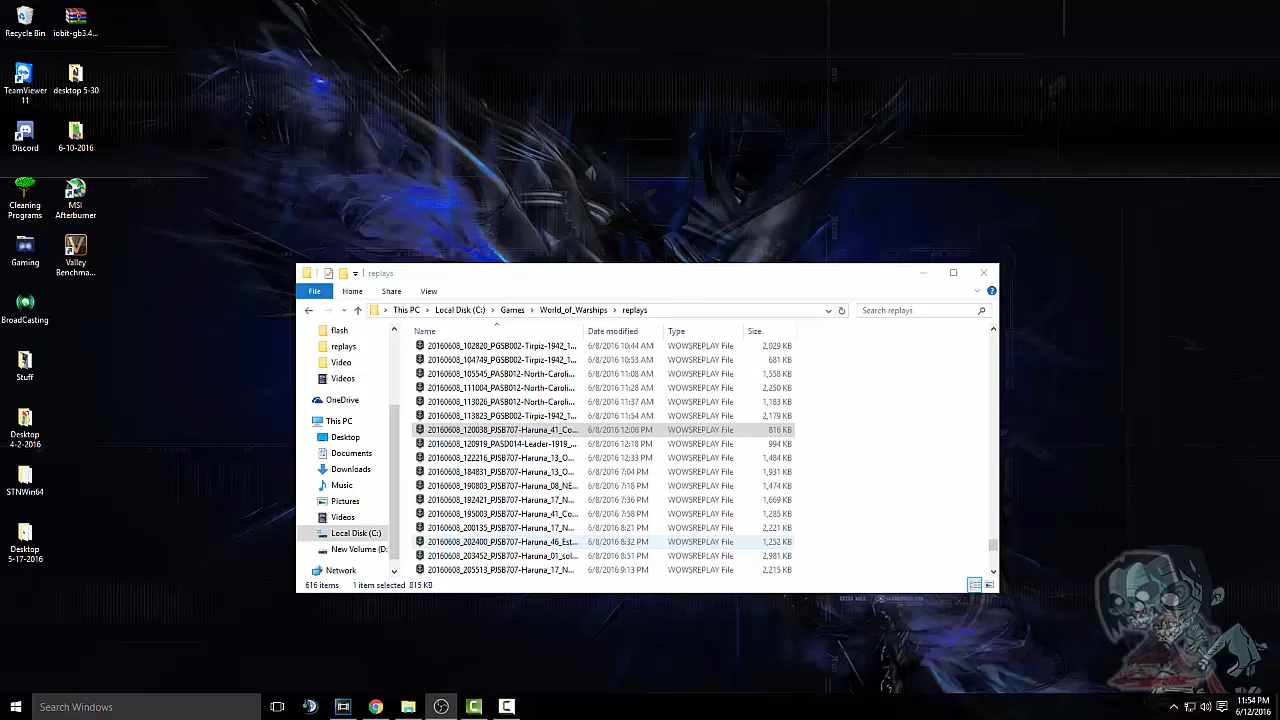 Recycle Bin
iobit-gb3.4...
TeamViewer 11
desktop 5-30
Discord
6-10-2016
Cleaning Programs
MSI Afterburner
Gaming
Valley Benchma...
BroadCasting
Stuff
Desktop 4-2-2016
STNWin64
Desktop 5-17-2016
replays
File Home Share View
This PC Local Disk (C:) Games World_of_Warships replays
Search replays
flash
replays
Video
Videos
OneDrive
This PC
Desktop
Documents
Downloads
Music
Pictures
Videos
Local Disk (C:)
New Volume (D:
Network
Name Date modified Type Size
20160608_102820_PGSB002-Tirpiz-1942_1... 6/8/2016 10:44 AM WOWSREPLAY File 2,029 KB
20160608_104749_PGSB002-Tirpiz-1942_1... 6/8/2016 10:53 AM WOWSREPLAY File 681 KB
20160608_105545_PASB012-North-Caroli... 6/8/2016 11:08 AM WOWSREPLAY File 1,558 KB
20160608_111004_PASB012-North-Caroli... 6/8/2016 11:28 AM WOWSREPLAY File 2,250 KB
20160608_113026_PASB012-North-Caroli... 6/8/2016 11:37 AM WOWSREPLAY File 1,183 KB
20160608_113823_PGSB002-Tirpiz-1942_1... 6/8/2016 11:54 AM WOWSREPLAY File 2,179 KB
20160608_120038_PJSB707-Haruna_41_Co... 6/8/2016 12:06 PM WOWSREPLAY File 816 KB
20160608_120919_PASD014-Leader-1919_... 6/8/2016 12:18 PM WOWSREPLAY File 994 KB
20160608_122216_PJSB707-Haruna_13_O... 6/8/2016 12:33 PM WOWSREPLAY File 1,484 KB
20160608_184831_PJSB707-Haruna_13_O... 6/8/2016 7:04 PM WOWSREPLAY File 1,931 KB
20160608_190803_PJSB707-Haruna_08_NE... 6/8/2016 7:18 PM WOWSREPLAY File 1,474 KB
20160608_192421_PJSB707-Haruna_17_N... 6/8/2016 7:36 PM WOWSREPLAY File 1,669 KB
20160608_195003_PJSB707-Haruna_41_Co... 6/8/2016 7:58 PM WOWSREPLAY File 1,285 KB
20160608_200135_PJSB707-Haruna_17_N... 6/8/2016 8:21 PM WOWSREPLAY File 2,221 KB
20160608_202400_PJSB707-Haruna_46_Est... 6/8/2016 8:32 PM WOWSREPLAY File 1,252 KB
20160608_203452_PJSB707-Haruna_01_sol... 6/8/2016 8:51 PM WOWSREPLAY File 2,981 KB
20160608_205513_PJSB707-Haruna_17_N... 6/8/2016 9:13 PM WOWSREPLAY File 2,215 KB
616 items 1 item selected 815 KB
Search Windows
11:54 PM
6/12/2016